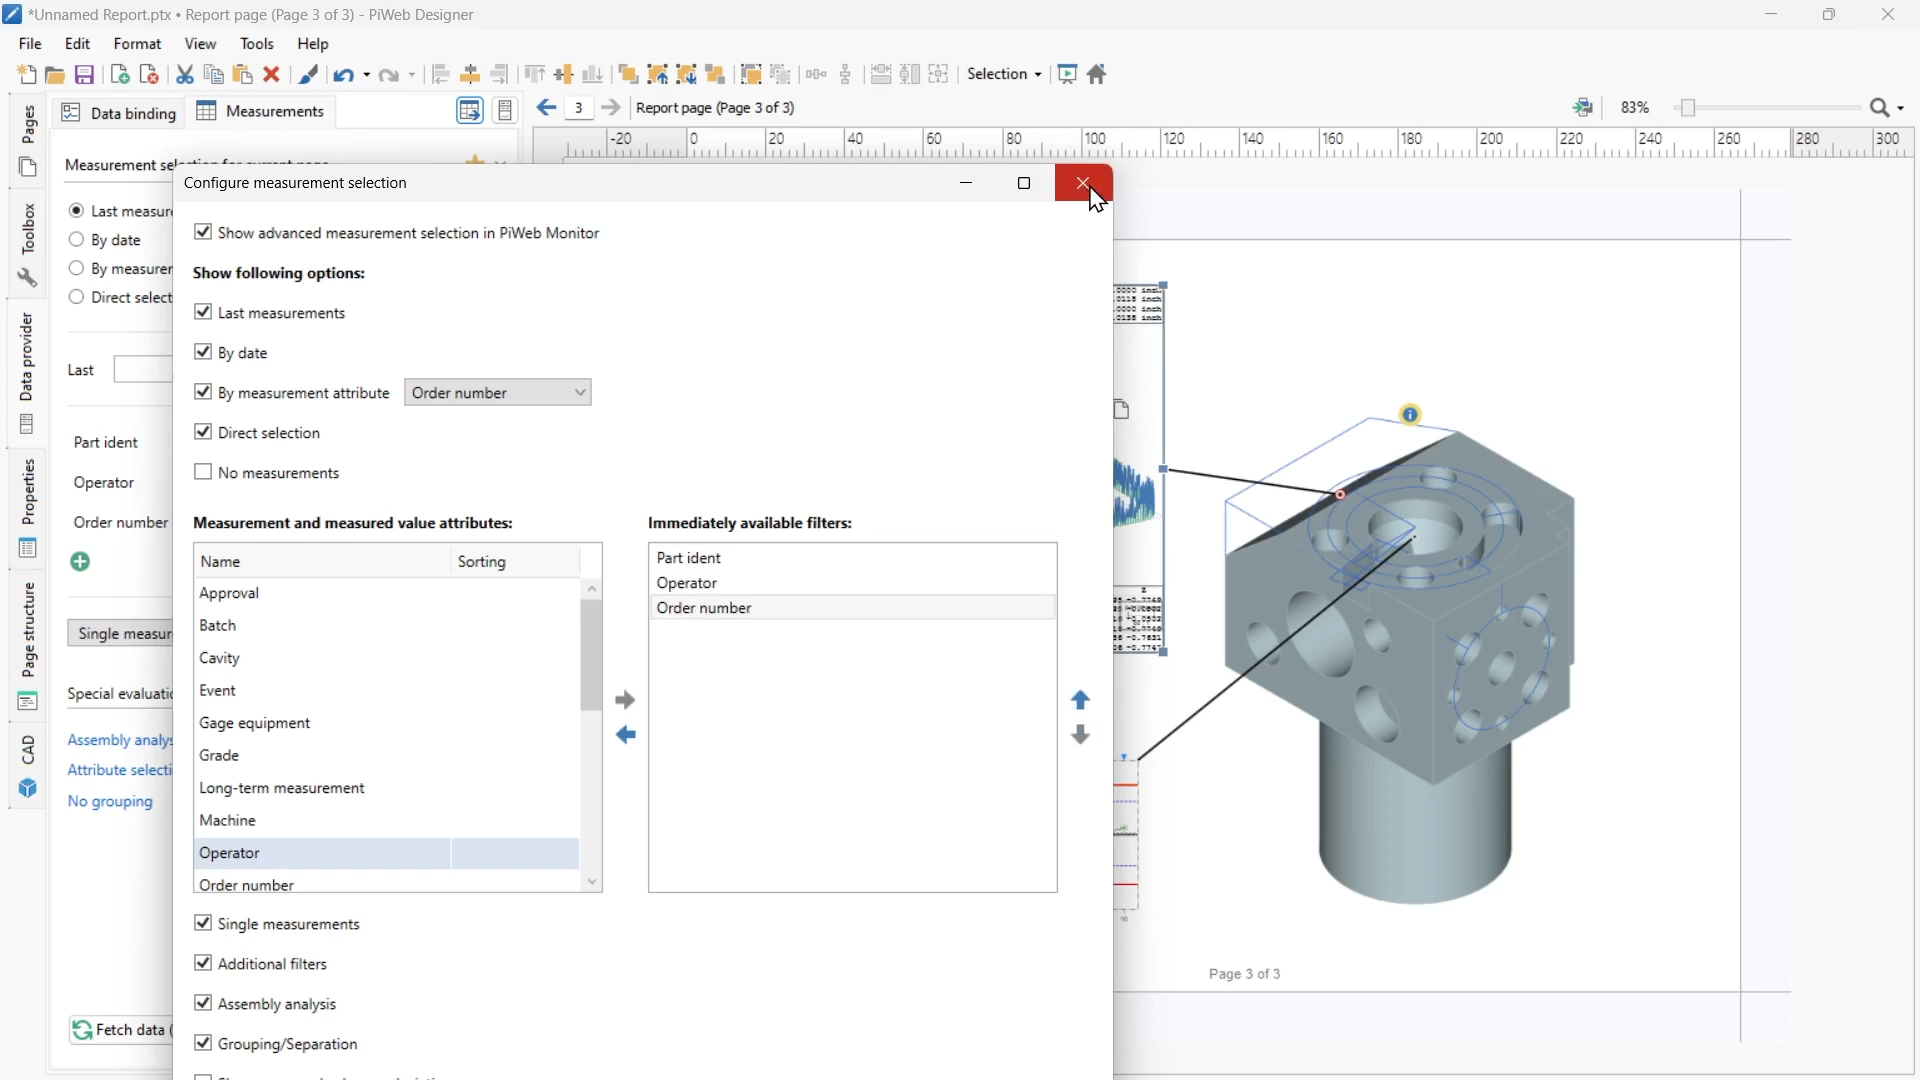 *Unnamed Report.ptx • Report page (Page 3 of 3) - PiWeb Designer
File Edit Format View Tools Help
Selection
Pages
Toolbox
Data provider
Properties
Page structure
CAD
Data binding Measurements
3 Report page (Page 3 of 3) 83%
-20 0 20 40 60 80 100 120 140 160 180 200 220 240 260 280 300
Measurement
Last
By date
By
Direct
Last
Part ident
Operator
Order number
Single
Special
Assembly
Attribute
No grouping
Fetch data (
Configure measurement selection
Show advanced measurement selection in PiWeb Monitor
Show following options:
Last measurements
By date
By measurement attribute Order number
Direct selection
No measurements
Measurement and measured value attributes:
Name Sorting
Approval
Batch
Cavity
Event
Gage equipment
Grade
Long-term measurement
Machine
Operator
Order number
Immediately available filters:
Part ident
Operator
Order number
Single measurements
Additional filters
Assembly analysis
Grouping/Separation
Page 3 of 3